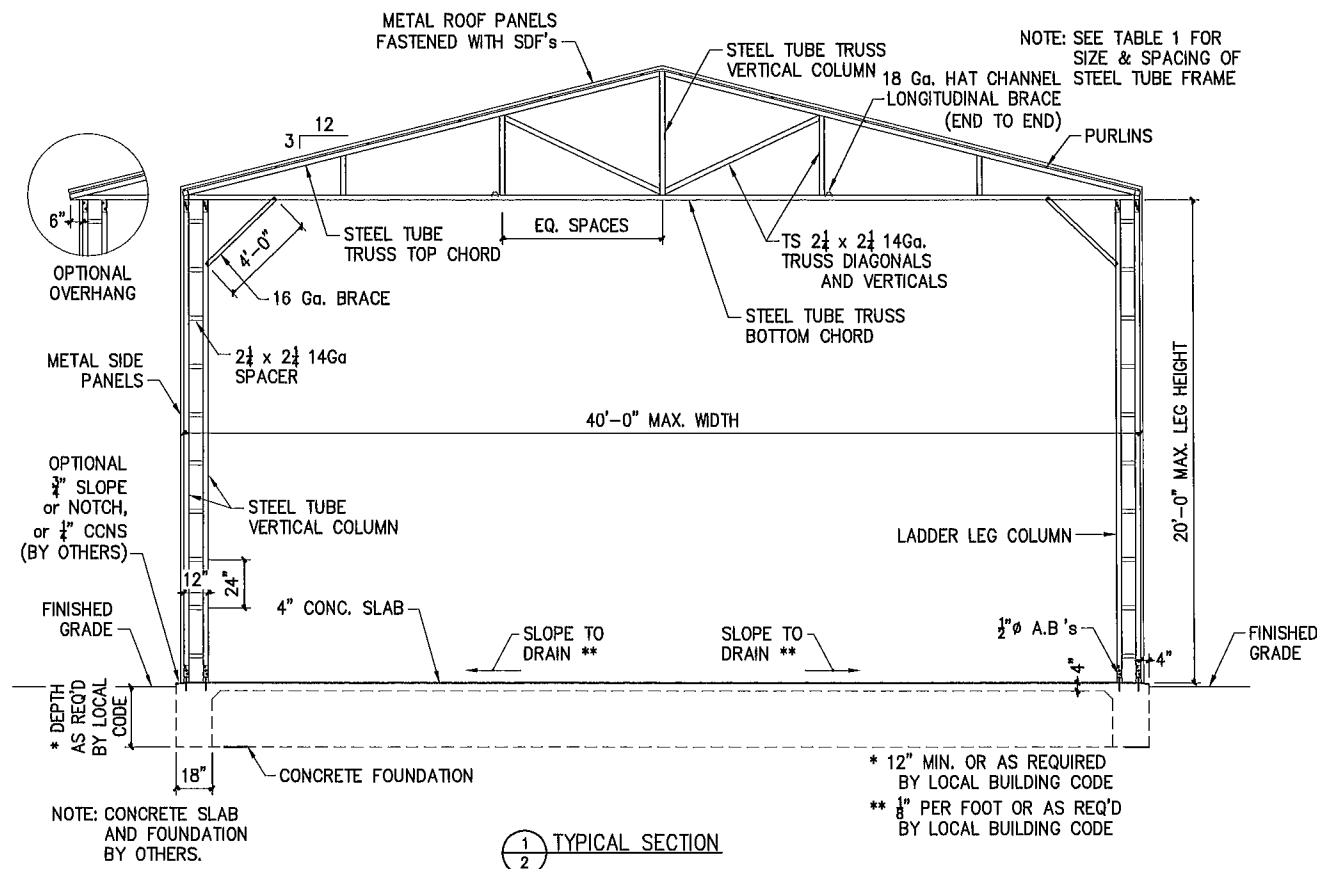 METAL ROOF PANELS
FASTENED WITH SDF's
STEEL TUBE TRUSS
VERTICAL COLUMN
NOTE: SEE TABLE 1 FOR
SIZE & SPACING OF
STEEL TUBE FRAME
18 Ga. HAT CHANNEL
LONGITUDINAL BRACE
(END TO END)
PURLINS
12
3
6"
OPTIONAL
OVERHANG
4'-0"
STEEL TUBE
TRUSS TOP CHORD
EQ. SPACES
TS 2¼ x 2¼ 14Ga.
TRUSS DIAGONALS
AND VERTICALS
16 Ga. BRACE
STEEL TUBE TRUSS
BOTTOM CHORD
2¼ x 2¼ 14Ga
SPACER
METAL SIDE
PANELS
40'-0" MAX. WIDTH
20'-0" MAX. LEG HEIGHT
OPTIONAL
¾" SLOPE
or NOTCH,
or ¼" CCNS
(BY OTHERS)
STEEL TUBE
VERTICAL COLUMN
LADDER LEG COLUMN
12"
24"
4" CONC. SLAB
FINISHED
GRADE
SLOPE TO
DRAIN **
SLOPE TO
DRAIN **
½"ø A.B's
4"
4"
FINISHED
GRADE
* DEPTH
AS REQ'D
BY LOCAL
CODE
18"
CONCRETE FOUNDATION
* 12" MIN. OR AS REQUIRED
BY LOCAL BUILDING CODE
** ⅛" PER FOOT OR AS REQ'D
BY LOCAL BUILDING CODE
NOTE: CONCRETE SLAB
AND FOUNDATION
BY OTHERS.
1
2
TYPICAL SECTION